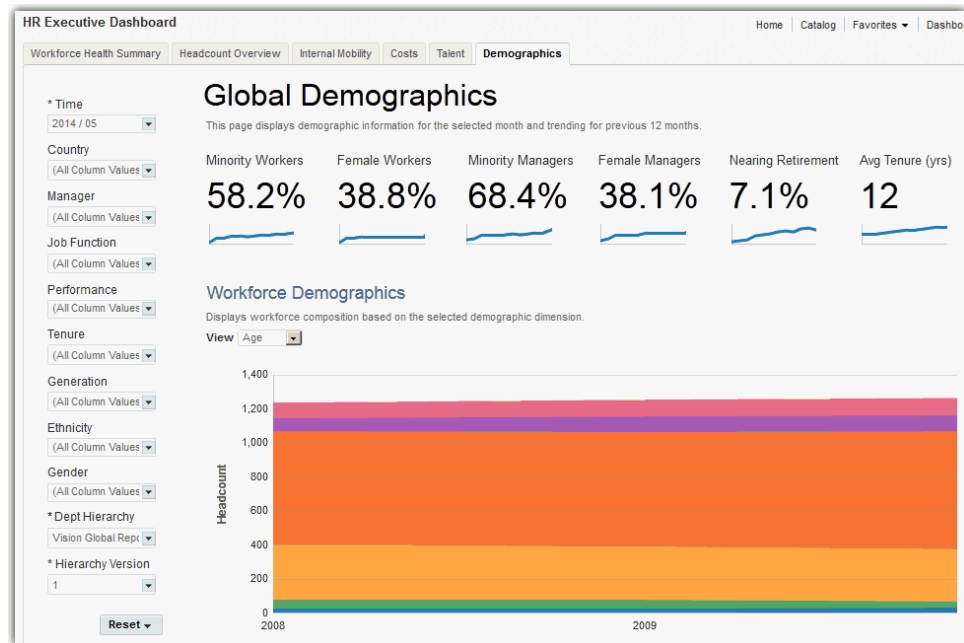 HR Executive Dashboard
Home Catalog Favorites Dashbo
Workforce Health Summary Headcount Overview Internal Mobility Costs Talent Demographics
* Time
2014 / 05
Country
(All Column Values
Manager
(All Column Values
Job Function
(All Column Values
Performance
(All Column Values
Tenure
(All Column Values
Generation
(All Column Values
Ethnicity
(All Column Values
Gender
(All Column Values
* Dept Hierarchy
Vision Global Repo
* Hierarchy Version
1
Reset
Global Demographics
This page displays demographic information for the selected month and trending for previous 12 months.
Minority Workers Female Workers Minority Managers Female Managers Nearing Retirement Avg Tenure (yrs)
58.2% 38.8% 68.4% 38.1% 7.1% 12
Workforce Demographics
Displays workforce composition based on the selected demographic dimension.
View Age
1,400
1,200
1,000
800
600
400
200
0
Headcount
2008 2009